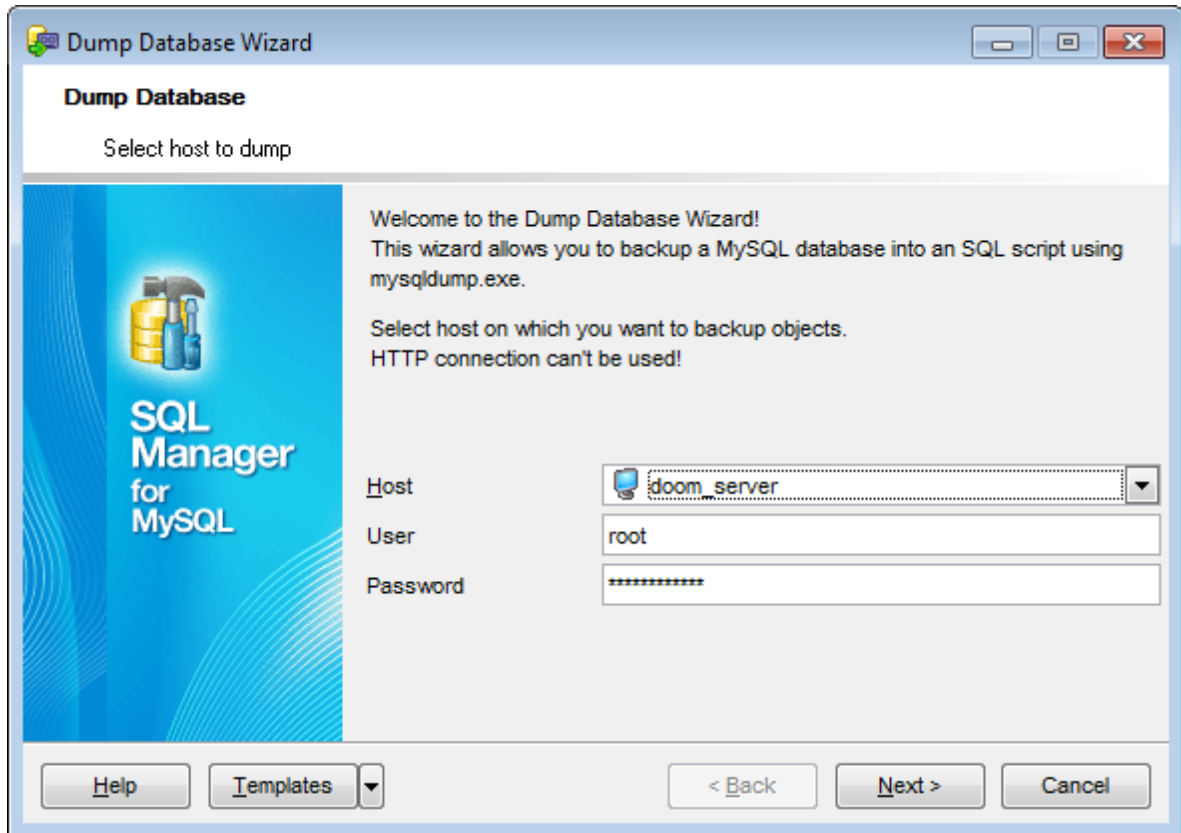 Dump Database Wizard
Dump Database
Select host to dump
Welcome to the Dump Database Wizard!
This wizard allows you to backup a MySQL database into an SQL script using
mysqldump.exe.
Select host on which you want to backup objects.
HTTP connection can't be used!
SQL
Manager
for
MySQL
Host doom_server
User root
Password ************
Help Templates < Back Next > Cancel